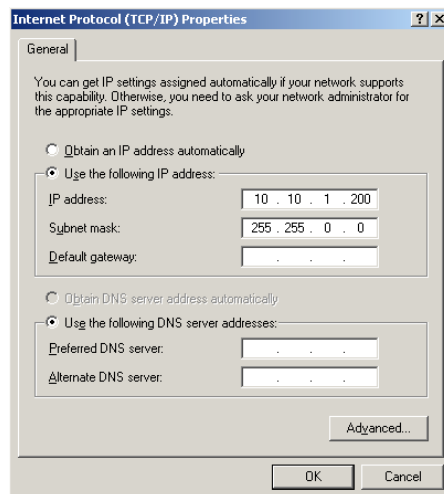 Internet Protocol (TCP/IP) Properties ? X
General
You can get IP settings assigned automatically if your network supports
this capability. Otherwise, you need to ask your network administrator for
the appropriate IP settings.
Obtain an IP address automatically
Use the following IP address:
IP address: 10 . 10 . 1 . 200
Subnet mask: 255 . 255 . 0 . 0
Default gateway: . . .
Obtain DNS server address automatically
Use the following DNS server addresses:
Preferred DNS server: . . .
Alternate DNS server: . . .
Advanced...
OK Cancel